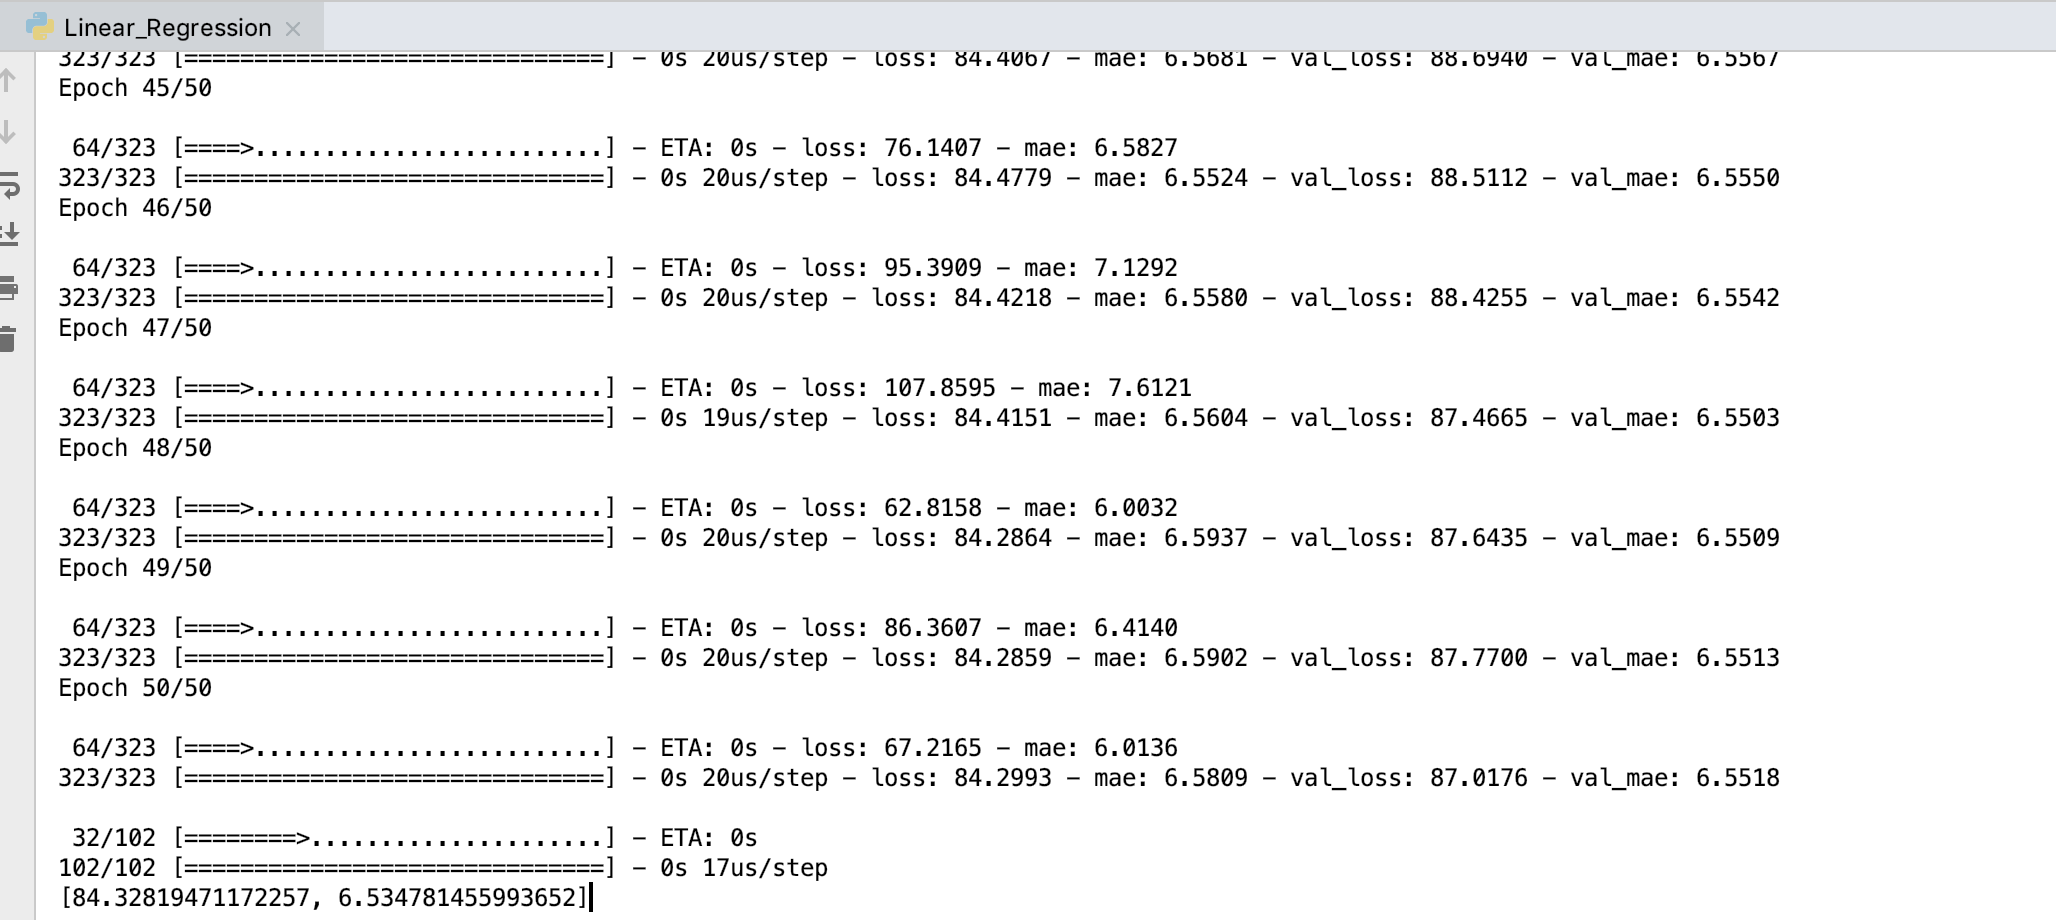 Linear_Regression
323/323 [==============================] - 0s 20us/step - loss: 84.4067 - mae: 6.5681 - val_loss: 88.6940 - val_mae: 6.5567
Epoch 45/50
64/323 [====>.........................] - ETA: 0s - loss: 76.1407 - mae: 6.5827
323/323 [==============================] - 0s 20us/step - loss: 84.4779 - mae: 6.5524 - val_loss: 88.5112 - val_mae: 6.5550
Epoch 46/50
64/323 [====>.........................] - ETA: 0s - loss: 95.3909 - mae: 7.1292
323/323 [==============================] - 0s 20us/step - loss: 84.4218 - mae: 6.5580 - val_loss: 88.4255 - val_mae: 6.5542
Epoch 47/50
64/323 [====>.........................] - ETA: 0s - loss: 107.8595 - mae: 7.6121
323/323 [==============================] - 0s 19us/step - loss: 84.4151 - mae: 6.5604 - val_loss: 87.4665 - val_mae: 6.5503
Epoch 48/50
64/323 [====>.........................] - ETA: 0s - loss: 62.8158 - mae: 6.0032
323/323 [==============================] - 0s 20us/step - loss: 84.2864 - mae: 6.5937 - val_loss: 87.6435 - val_mae: 6.5509
Epoch 49/50
64/323 [====>.........................] - ETA: 0s - loss: 86.3607 - mae: 6.4140
323/323 [==============================] - 0s 20us/step - loss: 84.2859 - mae: 6.5902 - val_loss: 87.7700 - val_mae: 6.5513
Epoch 50/50
64/323 [====>.........................] - ETA: 0s - loss: 67.2165 - mae: 6.0136
323/323 [==============================] - 0s 20us/step - loss: 84.2993 - mae: 6.5809 - val_loss: 87.0176 - val_mae: 6.5518
32/102 [========>.....................] - ETA: 0s
102/102 [==============================] - 0s 17us/step
[84.32819471172257, 6.534781455993652]